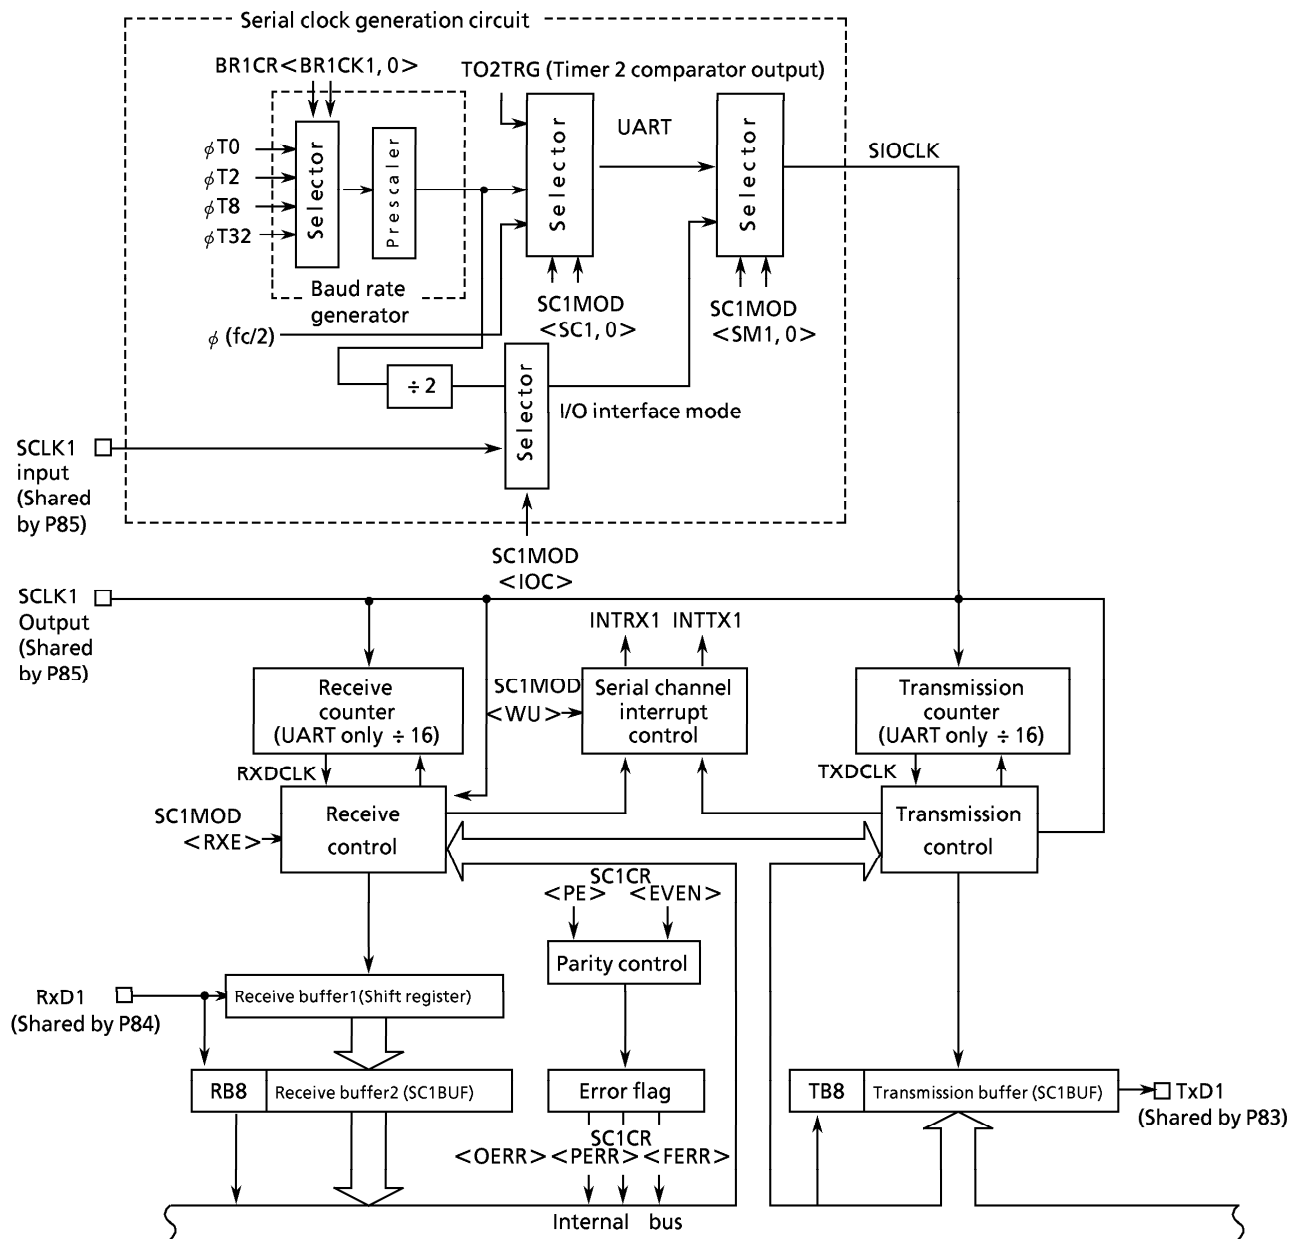 Serial clock generation circuit
BR1CR<BR1CK1, 0>
TO2TRG (Timer 2 comparator output)
UART
SIOCLK
ϕT0
ϕT2
ϕT8
ϕT32
Selector
Prescaler
Selector
Selector
Baud rate
generator
SC1MOD
<SC1, 0>
SC1MOD
<SM1, 0>
ϕ (fc/2)
÷ 2
Selector
I/O interface mode
SCLK1
input
(Shared
by P85)
SC1MOD
<IOC>
SCLK1
Output
(Shared
by P85)
INTRX1 INTTX1
Receive
counter
(UART only ÷ 16)
SC1MOD
<WU>
Serial channel
interrupt
control
Transmission
counter
(UART only ÷ 16)
RXDCLK
TXDCLK
SC1MOD
<RXE>
Receive
control
Transmission
control
SC1CR
<PE> <EVEN>
Parity control
RxD1
(Shared by P84)
Receive buffer1(Shift register)
RB8
Receive buffer2 (SC1BUF)
Error flag
TB8
Transmission buffer (SC1BUF)
TxD1
(Shared by P83)
SC1CR
<OERR> <PERR> <FERR>
Internal bus